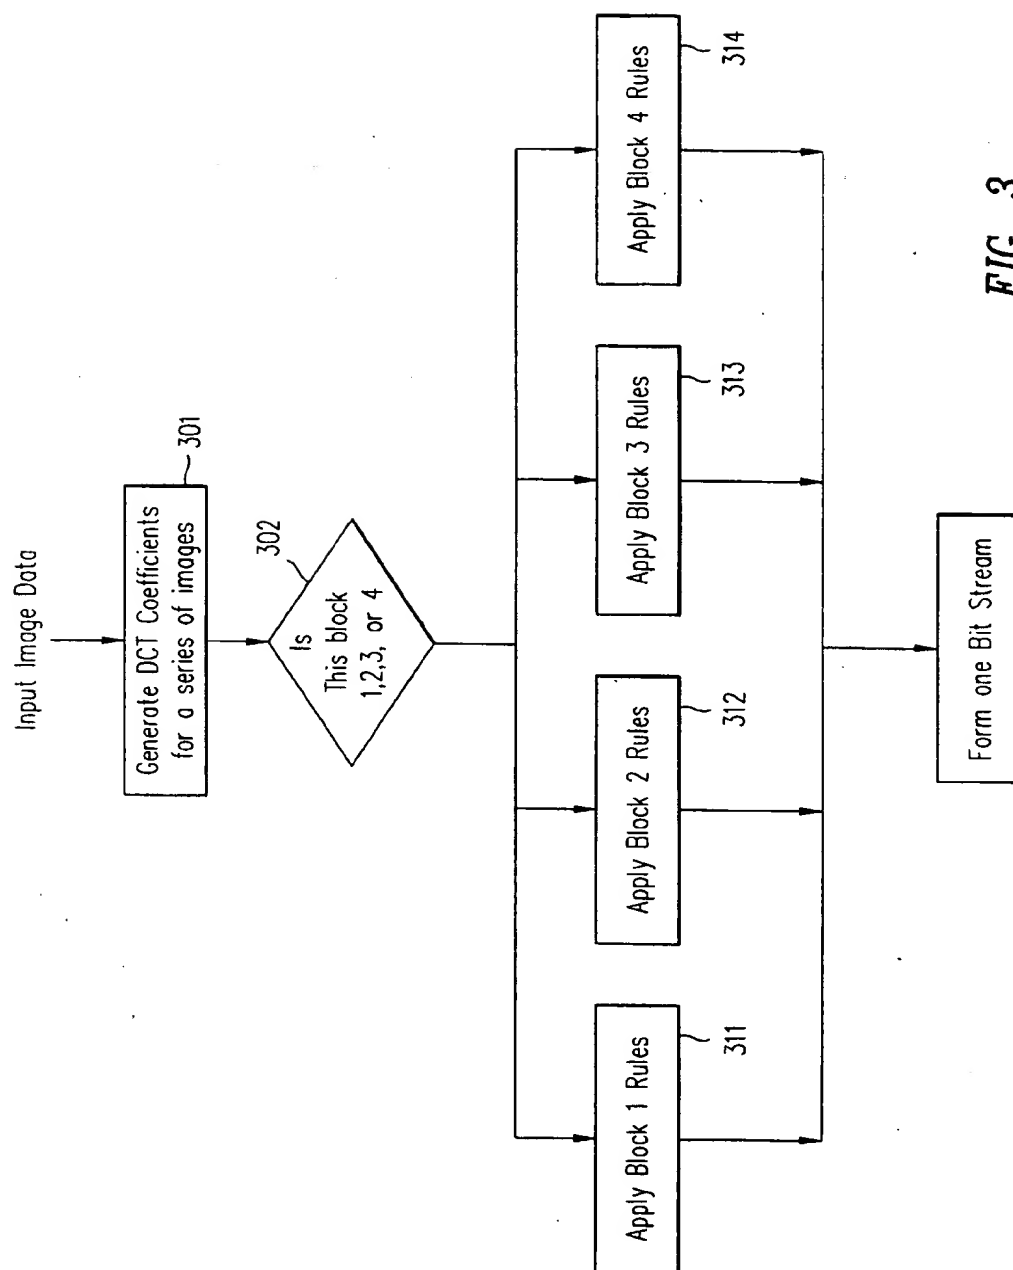 Input Image Data
Generate DCT Coefficients
for a series of images
301
Is
This block
1,2,3, or 4
302
Apply Block 1 Rules
311
Apply Block 2 Rules
312
Apply Block 3 Rules
313
Apply Block 4 Rules
314
Form one Bit Stream
FIG. 3